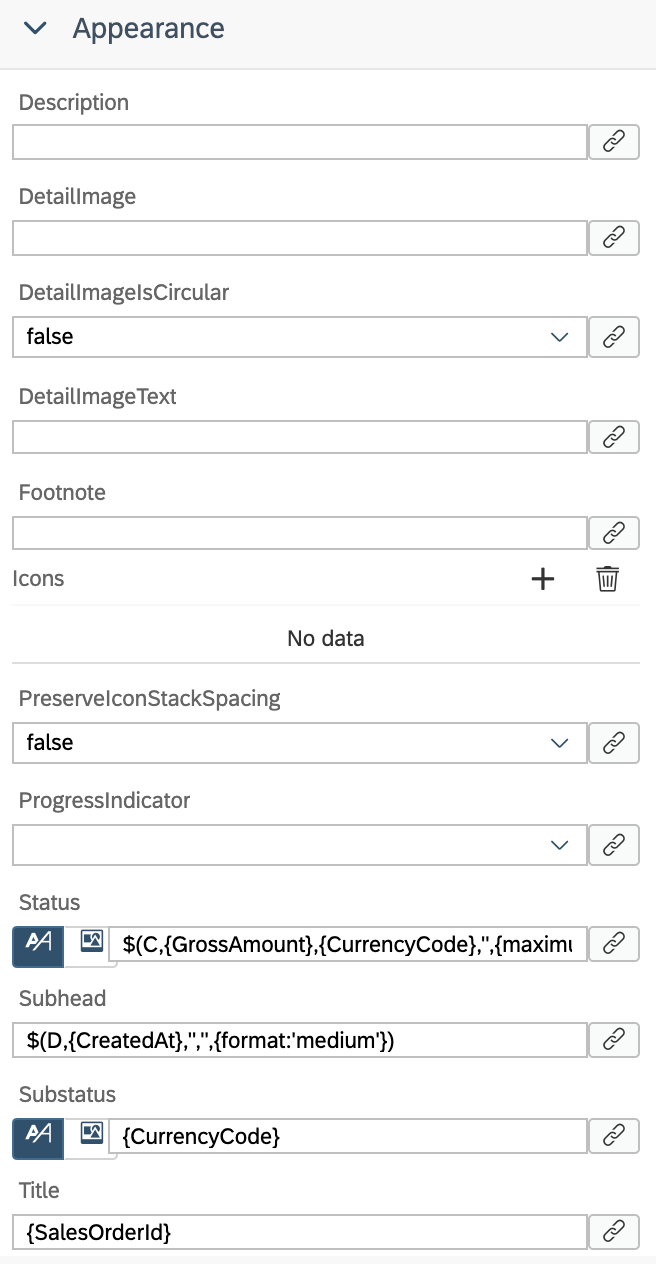 Appearance
Description
DetailImage
DetailImageIsCircular
false
DetailImageText
Footnote
Icons
No data
PreserveIconStackSpacing
false
ProgressIndicator
Status
$(C,{GrossAmount},{CurrencyCode},'',{maximu
Subhead
$(D,{CreatedAt},'','',{format:'medium'})
Substatus
{CurrencyCode}
Title
{SalesOrderId}